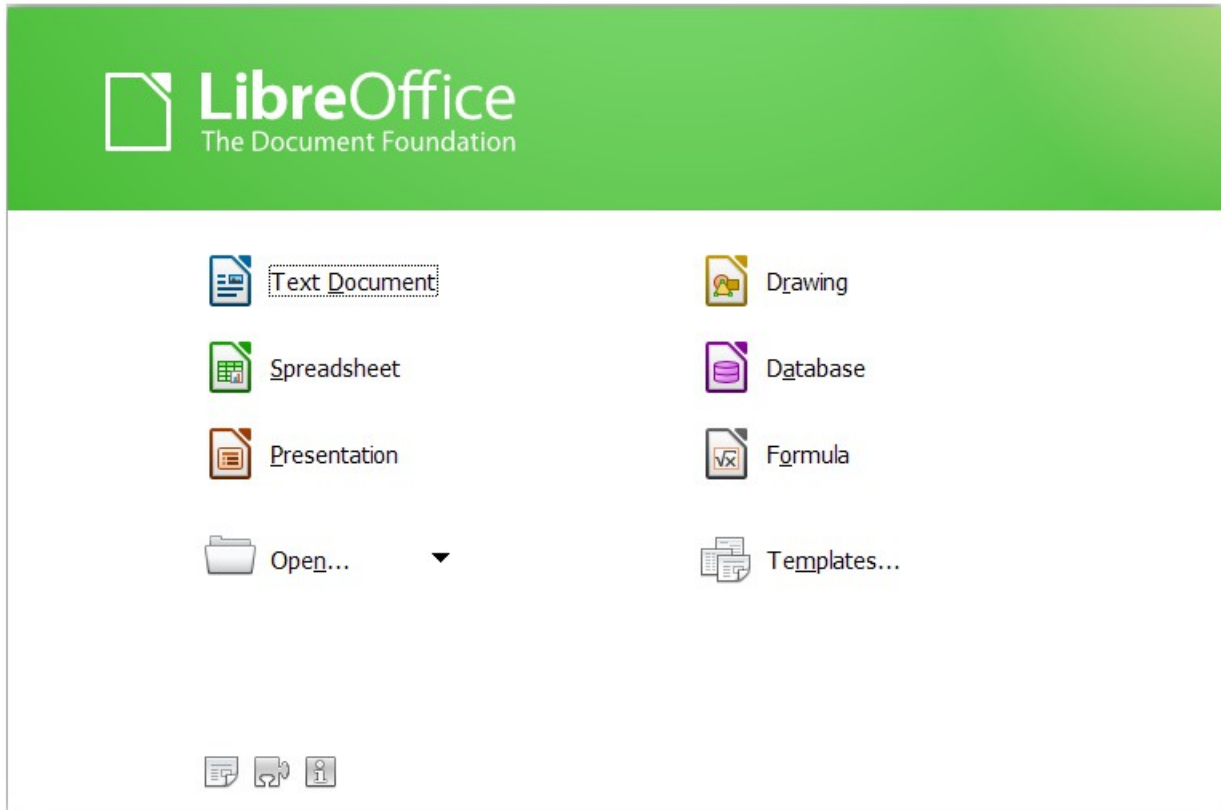 LibreOffice
The Document Foundation
Text Document
Drawing
Spreadsheet
Database
Presentation
Formula
Open...
Templates...